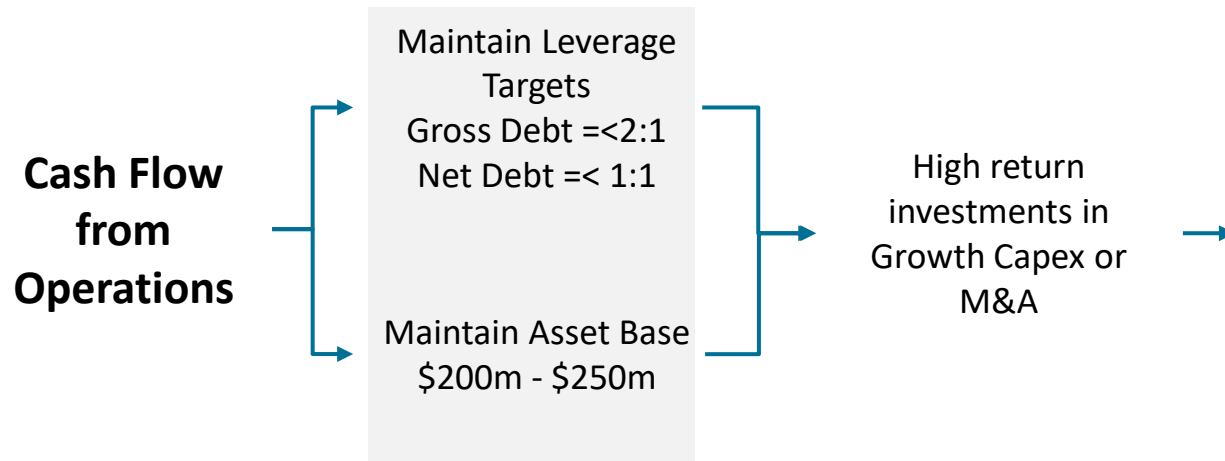 Cash Flow
from
Operations
Maintain Leverage
Targets
Gross Debt =<2:1
Net Debt =< 1:1
Maintain Asset Base
$200m - $250m
High return
investments in
Growth Capex or
M&A